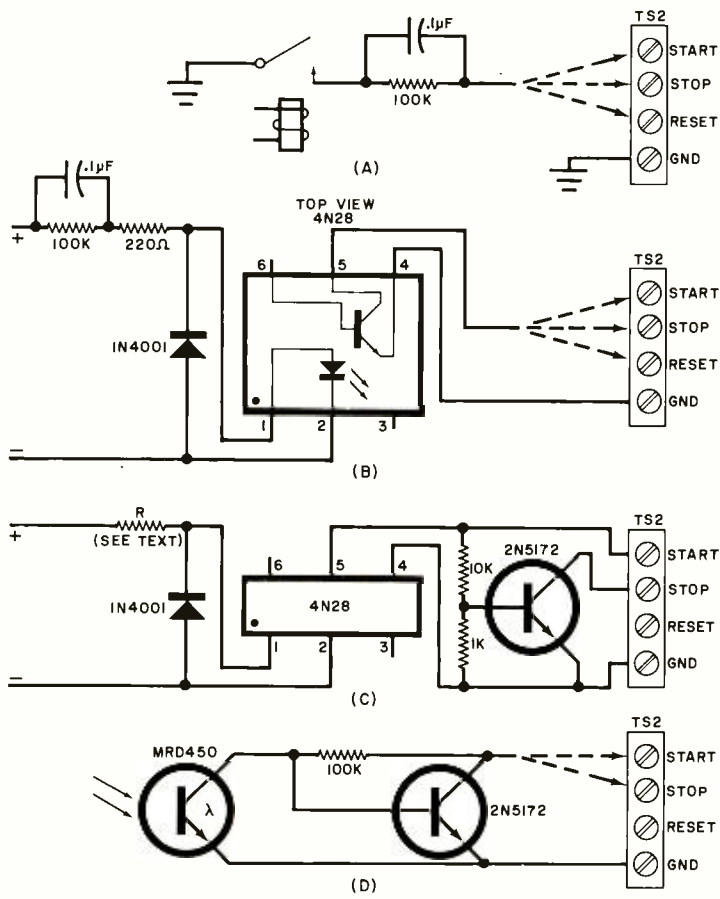 TS2
.1µF
START
100K
STOP
RESET
GND
(A)
.1µF
+
100K
220Ω
TOP VIEW
4N28
6
5
4
1N4001
1
2
3
−
(B)
TS2
START
STOP
RESET
GND
R
(SEE TEXT)
+
1N4001
6
5
4
4N28
1
2
3
−
10K
1K
2N5172
(C)
TS2
START
STOP
RESET
GND
MRD450
λ
100K
2N5172
(D)
TS2
START
STOP
RESET
GND